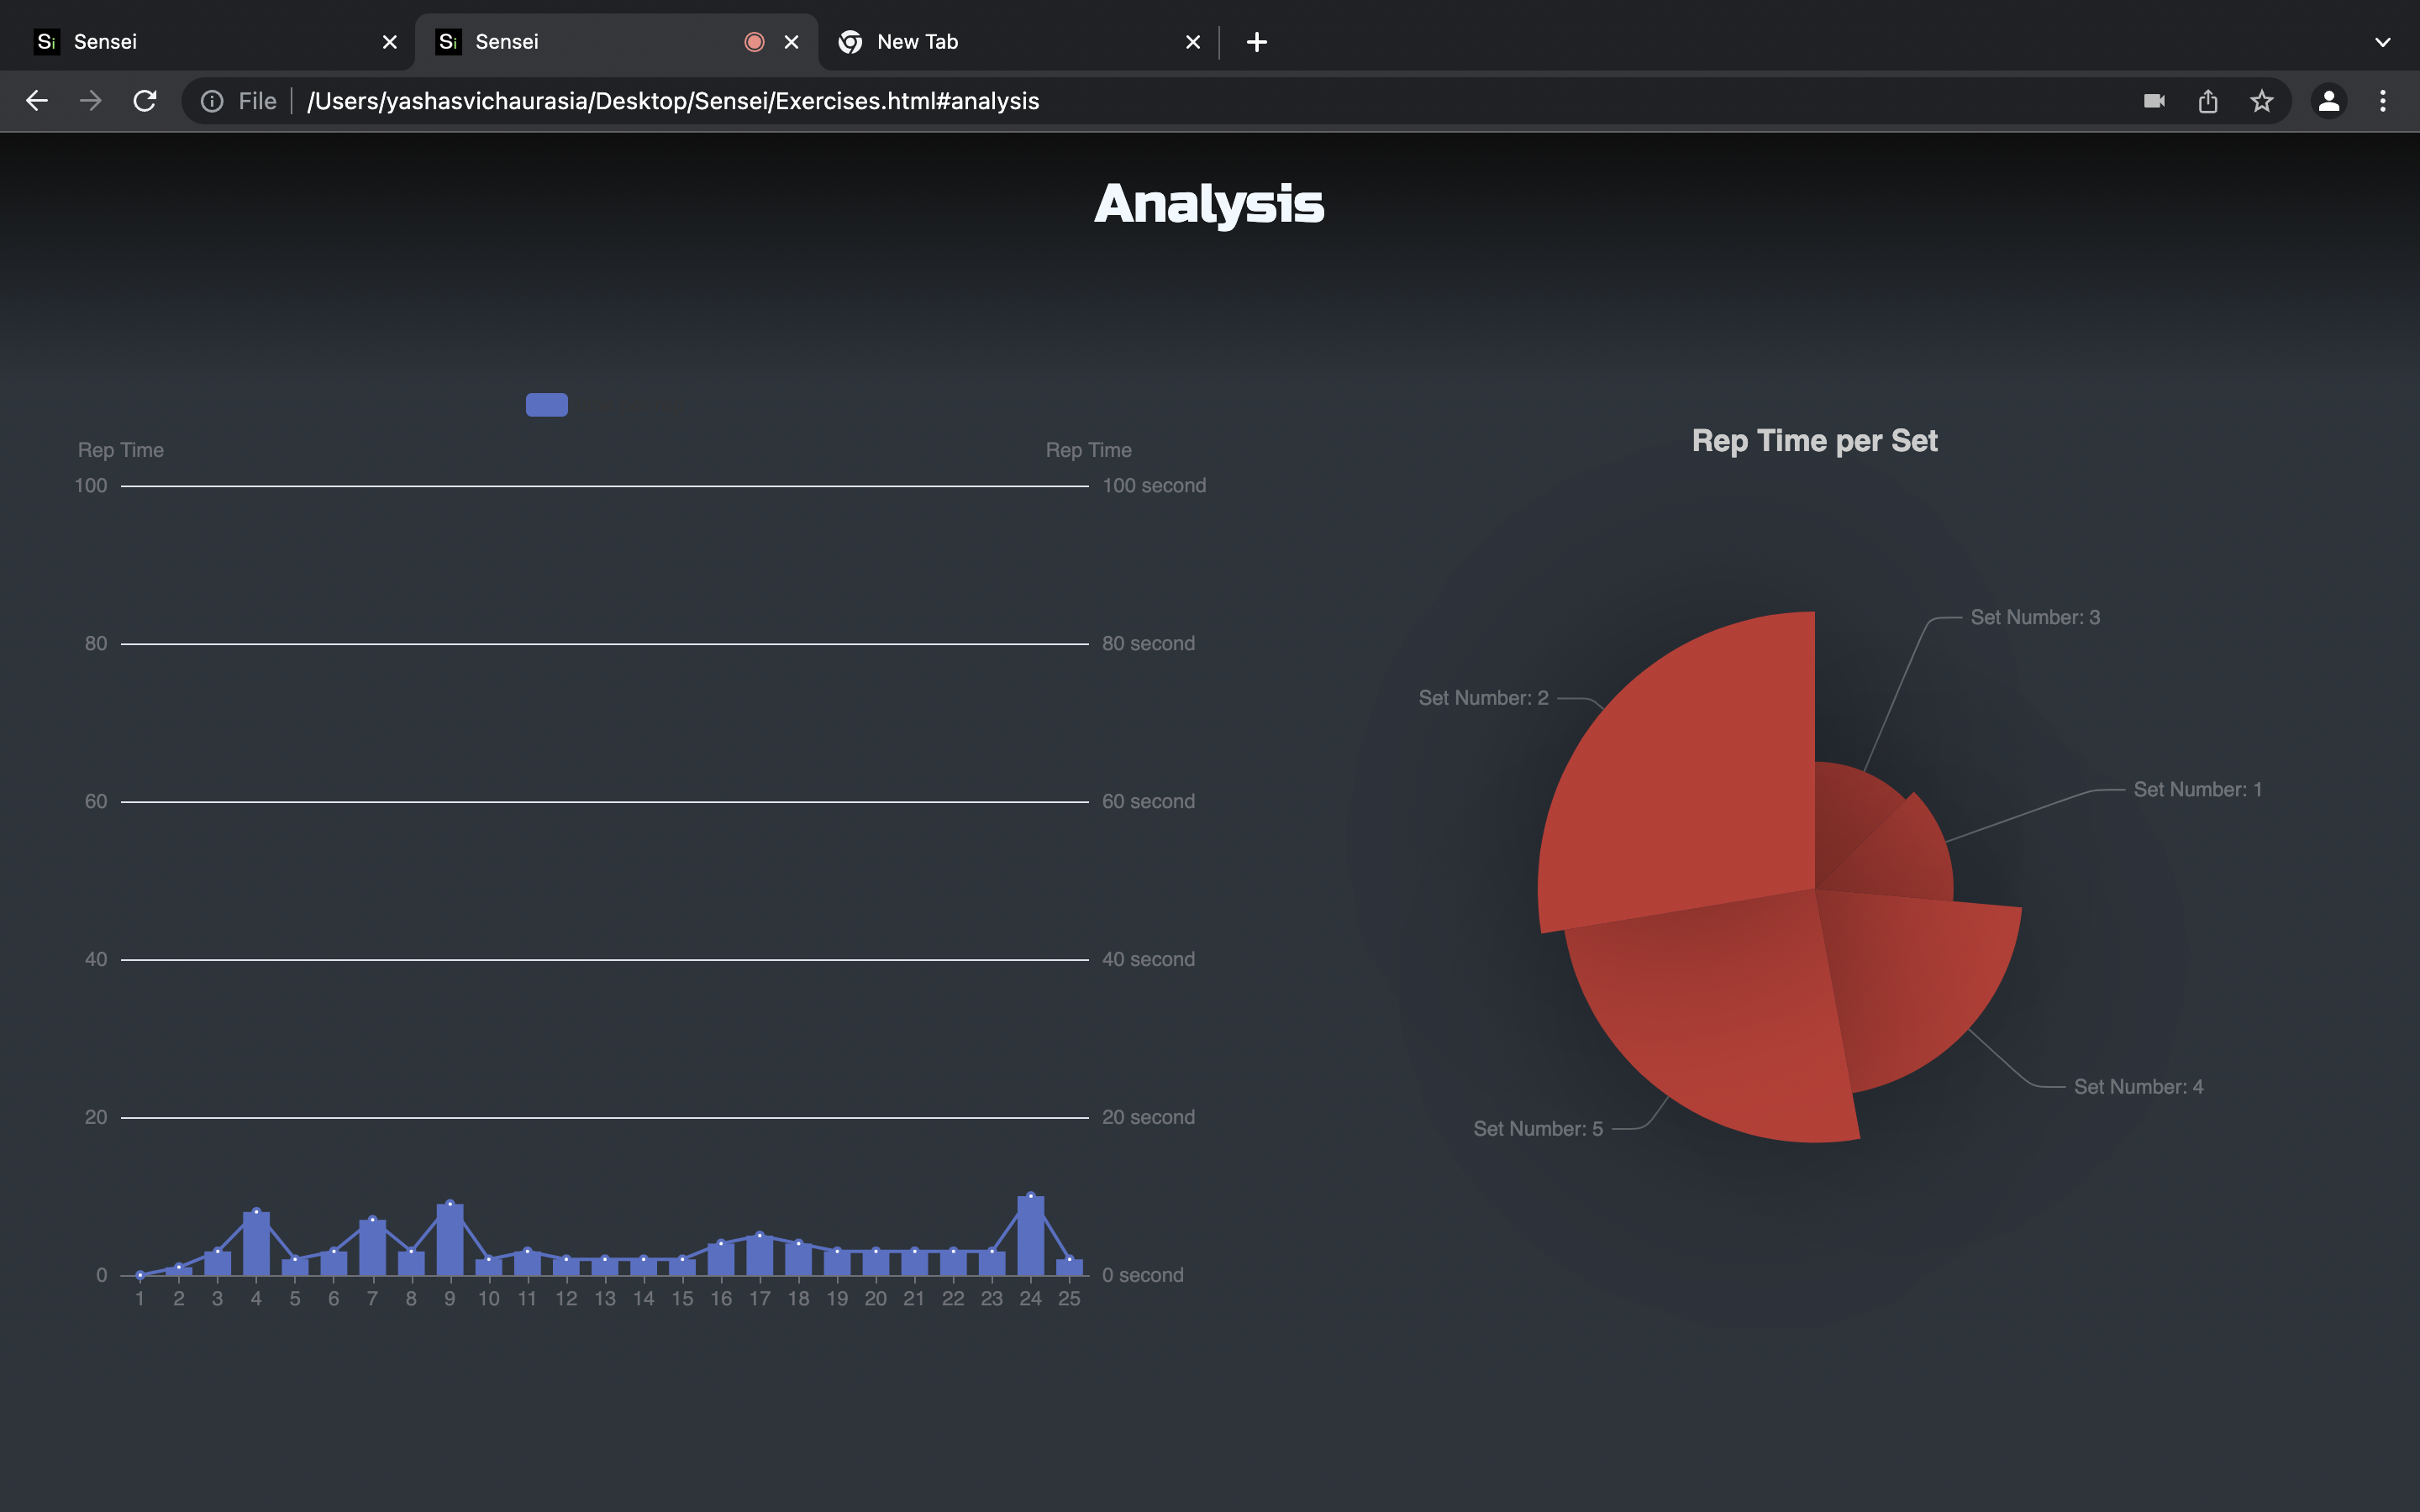 Sensei
Sensei
New Tab
File /Users/yashasvichaurasia/Desktop/Sensei/Exercises.html#analysis
Analysis
Rep Time
Rep Time
100
100 second
80
80 second
60
60 second
40
40 second
20
20 second
0
0 second
1 2 3 4 5 6 7 8 9 10 11 12 13 14 15 16 17 18 19 20 21 22 23 24 25
Rep Time per Set
Set Number: 3
Set Number: 2
Set Number: 1
Set Number: 4
Set Number: 5